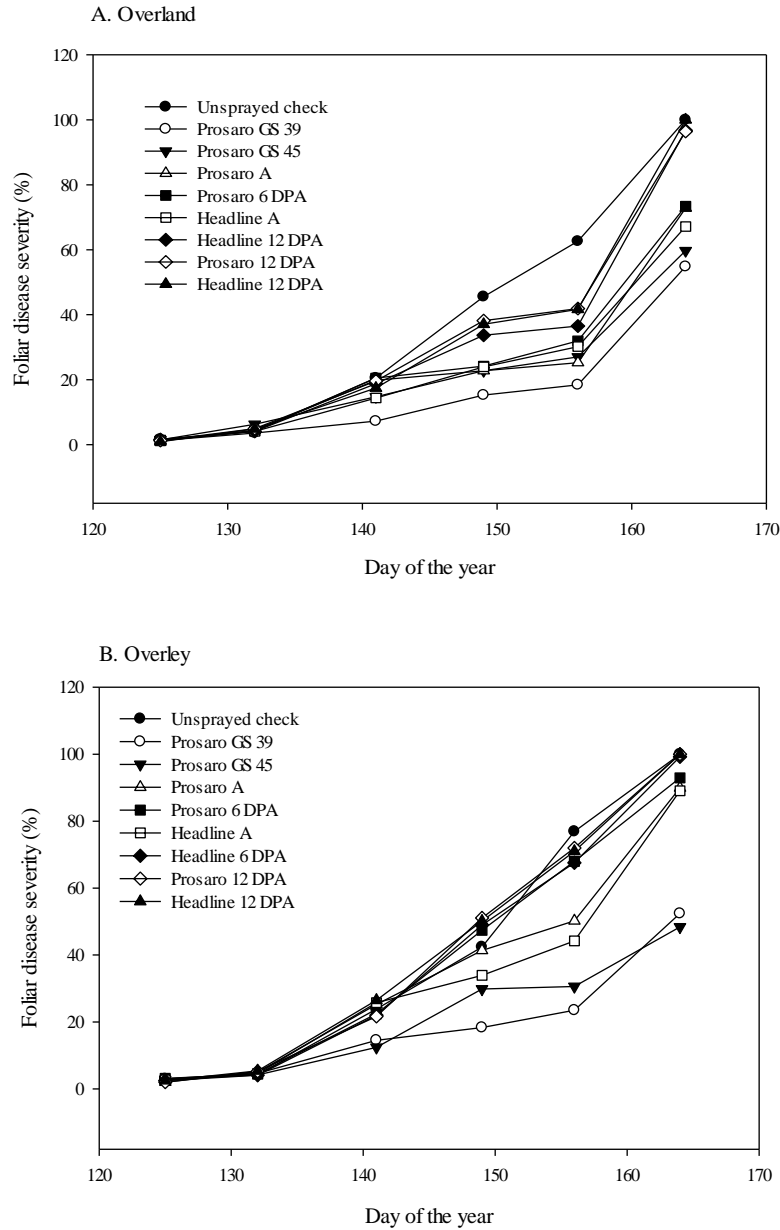 A. Overland
120
100
80
60
40
20
0
Foliar disease severity (%)
Unsprayed check
Prosaro GS 39
Prosaro GS 45
Prosaro A
Prosaro 6 DPA
Headline A
Headline 12 DPA
Prosaro 12 DPA
Headline 12 DPA
120 130 140 150 160 170
Day of the year
B. Overley
120
100
80
60
40
20
0
Foliar disease severity (%)
Unsprayed check
Prosaro GS 39
Prosaro GS 45
Prosaro A
Prosaro 6 DPA
Headline A
Headline 6 DPA
Prosaro 12 DPA
Headline 12 DPA
120 130 140 150 160 170
Day of the year